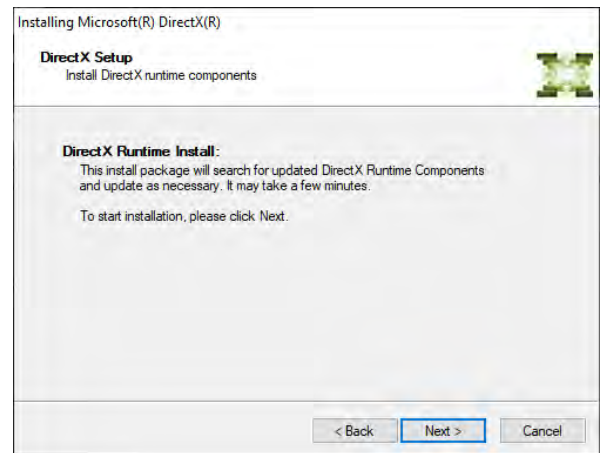 Installing Microsoft(R) DirectX(R)
DirectX Setup
Install DirectX runtime components
DirectX Runtime Install:
This install package will search for updated DirectX Runtime Components
and update as necessary. It may take a few minutes.
To start installation, please click Next.
< Back Next > Cancel